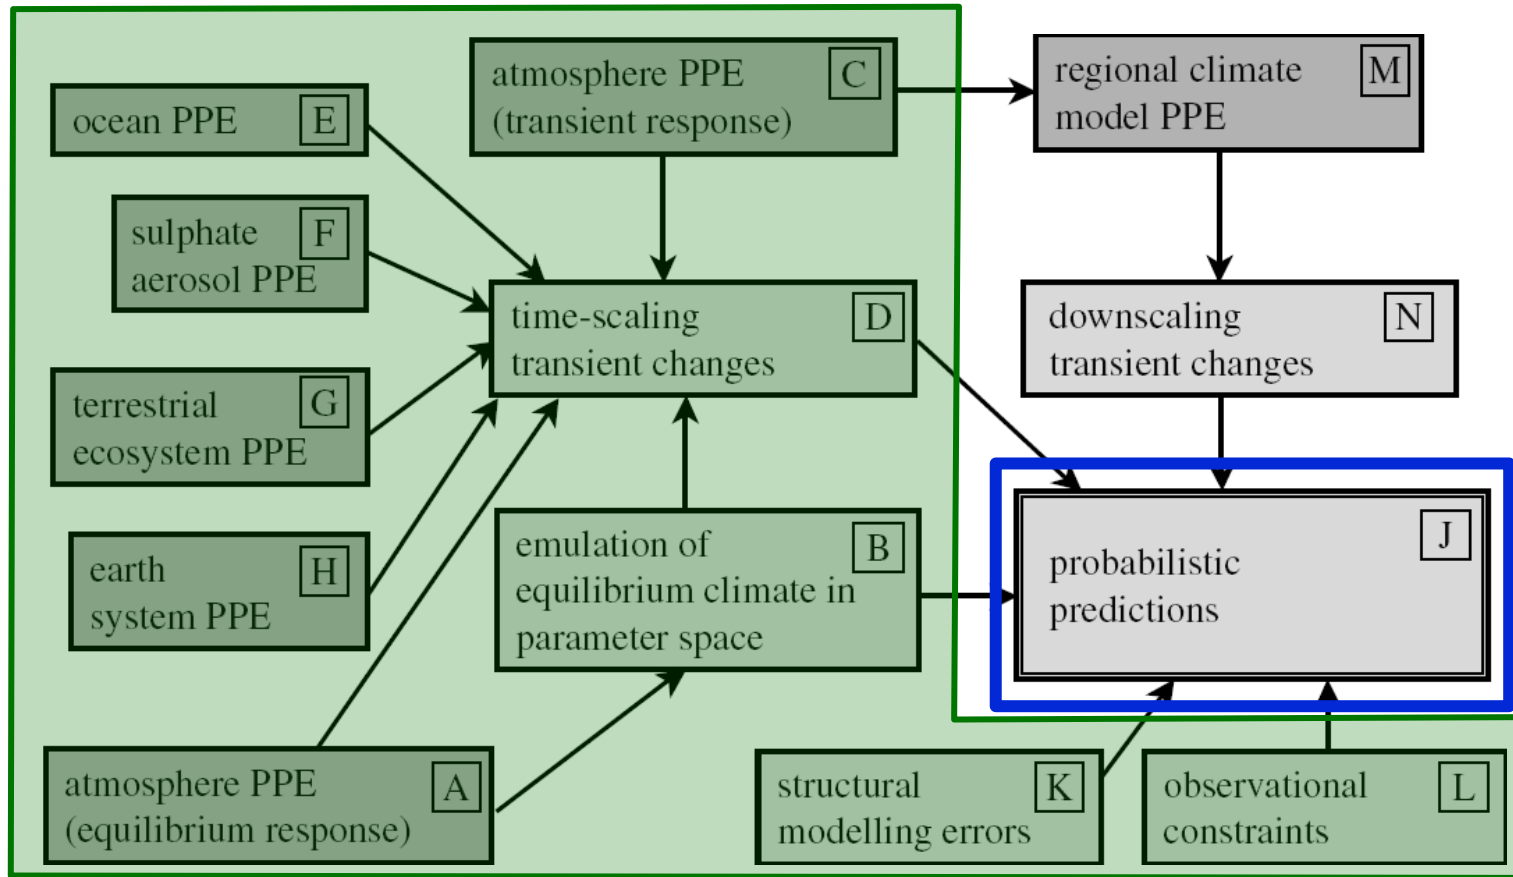 atmosphere PPE
(transient response)
C
regional climate
model PPE
M
ocean PPE
E
sulphate
aerosol PPE
F
time-scaling
transient changes
D
downscaling
transient changes
N
terrestrial
ecosystem PPE
G
earth
system PPE
H
emulation of
equilibrium climate in
parameter space
B
probabilistic
predictions
J
atmosphere PPE
(equilibrium response)
A
structural
modelling errors
K
observational
constraints
L